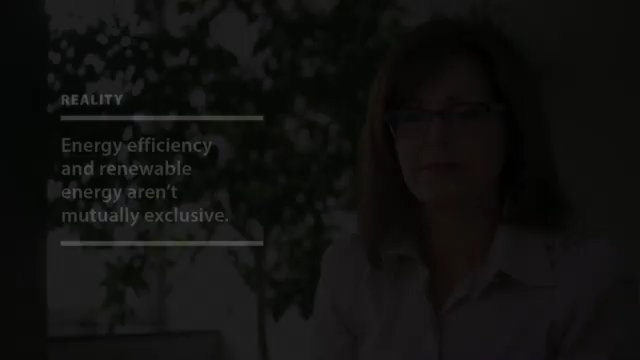 REALITY
Energy efficiency
and renewable
energy aren't
mutually exclusive.